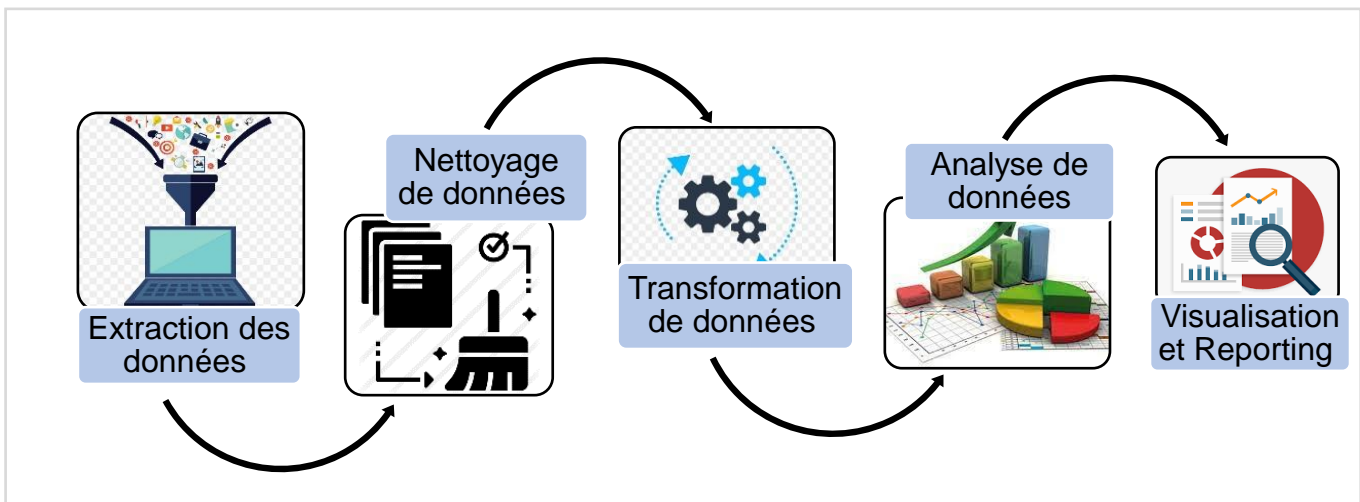 Extraction des
données
Nettoyage
de données
Transformation
de données
Analyse de
données
Visualisation
et Reporting